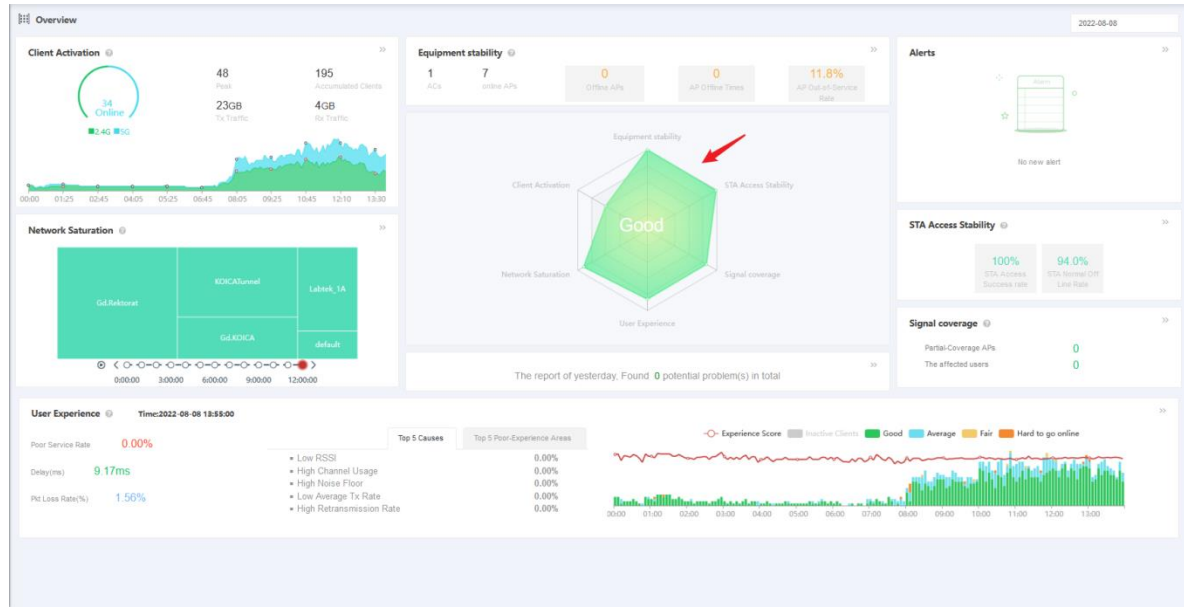 Overview
2022-08-08
Client Activation
34
Online
2.4G 5G
48
Peak
195
Accumulated Clients
23GB
Tx Traffic
4GB
Rx Traffic
00:00 01:25 02:45 04:05 05:25 06:45 08:05 09:25 10:45 12:10 13:30
Equipment stability
1
ACs
7
online APs
0
Offline APs
0
AP Offline Times
11.8%
AP Out-of-Service
Rate
Equipment stability
STA Access Stability
Signal coverage
User Experience
Network Saturation
Client Activation
Good
The report of yesterday, Found 0 potential problem(s) in total
Alerts
No new alert
Network Saturation
Gd.Rektorat
KOICATunnel
Gd.KOICA
Labtek_1A
default
0:00:00 3:00:00 6:00:00 9:00:00 12:00:00
STA Access Stability
100%
STA Access
Success rate
94.0%
STA Normal Off
Line Rate
Signal coverage
Partial-Coverage APs 0
The affected users 0
User Experience Time:2022-08-08 13:55:00
Poor Service Rate 0.00%
Delay(ms) 9.17ms
Pkt Loss Rate(%) 1.56%
Top 5 Causes Top 5 Poor-Experience Areas
Low RSSI 0.00%
High Channel Usage 0.00%
High Noise Floor 0.00%
Low Average Tx Rate 0.00%
High Retransmission Rate 0.00%
Experience Score Inactive Clients Good Average Fair Hard to go online
00:00 01:00 02:00 03:00 04:00 05:00 06:00 07:00 08:00 09:00 10:00 11:00 12:00 13:00